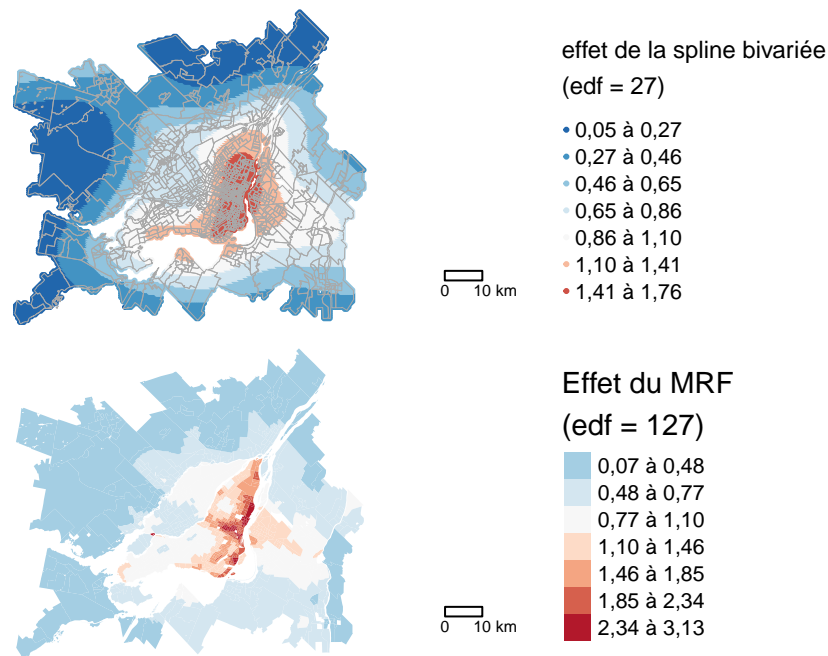 effet de la spline bivariée
(edf = 27)
0,05 à 0,27
0,27 à 0,46
0,46 à 0,65
0,65 à 0,86
0,86 à 1,10
1,10 à 1,41
1,41 à 1,76
0 10 km
Effet du MRF
(edf = 127)
0,07 à 0,48
0,48 à 0,77
0,77 à 1,10
1,10 à 1,46
1,46 à 1,85
1,85 à 2,34
2,34 à 3,13
0 10 km